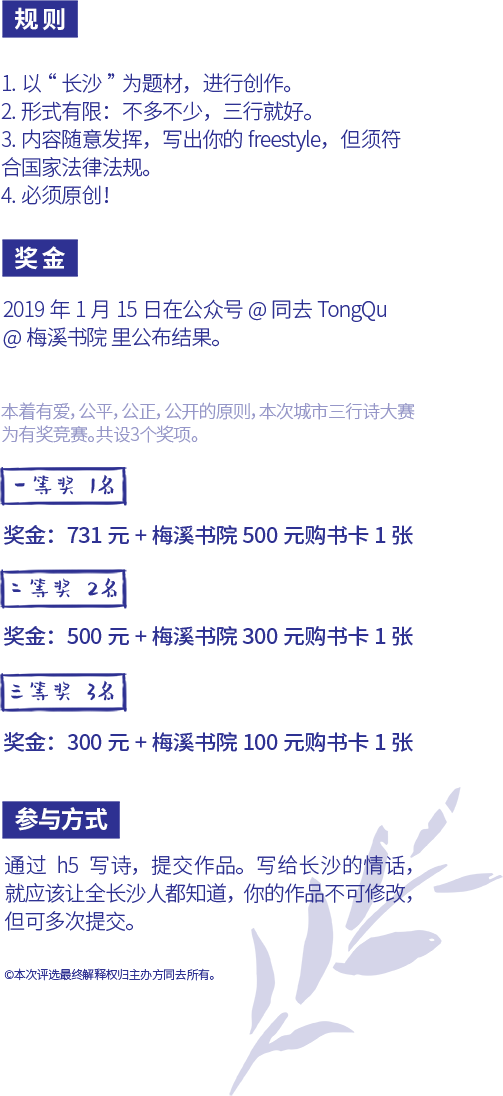 规则
1. 以 “ 长沙 ” 为题材，进行创作。
2. 形式有限：不多不少，三行就好。
3. 内容随意发挥，写出你的 freestyle，但须符
合国家法律法规。
4. 必须原创！
奖金
2019 年 1 月 15 日在公众号 @ 同去 TongQu
@ 梅溪书院 里公布结果。
本着有爱，公平，公正，公开的原则，本次城市三行诗大赛
为有奖竞赛。共设3个奖项。
一等奖 1名
奖金：731 元 + 梅溪书院 500 元购书卡 1 张
二等奖 2名
奖金：500 元 + 梅溪书院 300 元购书卡 1 张
三等奖 3名
奖金：300 元 + 梅溪书院 100 元购书卡 1 张
参与方式
通过 h5 写诗，提交作品。写给长沙的情话，
就应该让全长沙人都知道，你的作品不可修改，
但可多次提交。
©本次评选最终解释权归主办方同去所有。